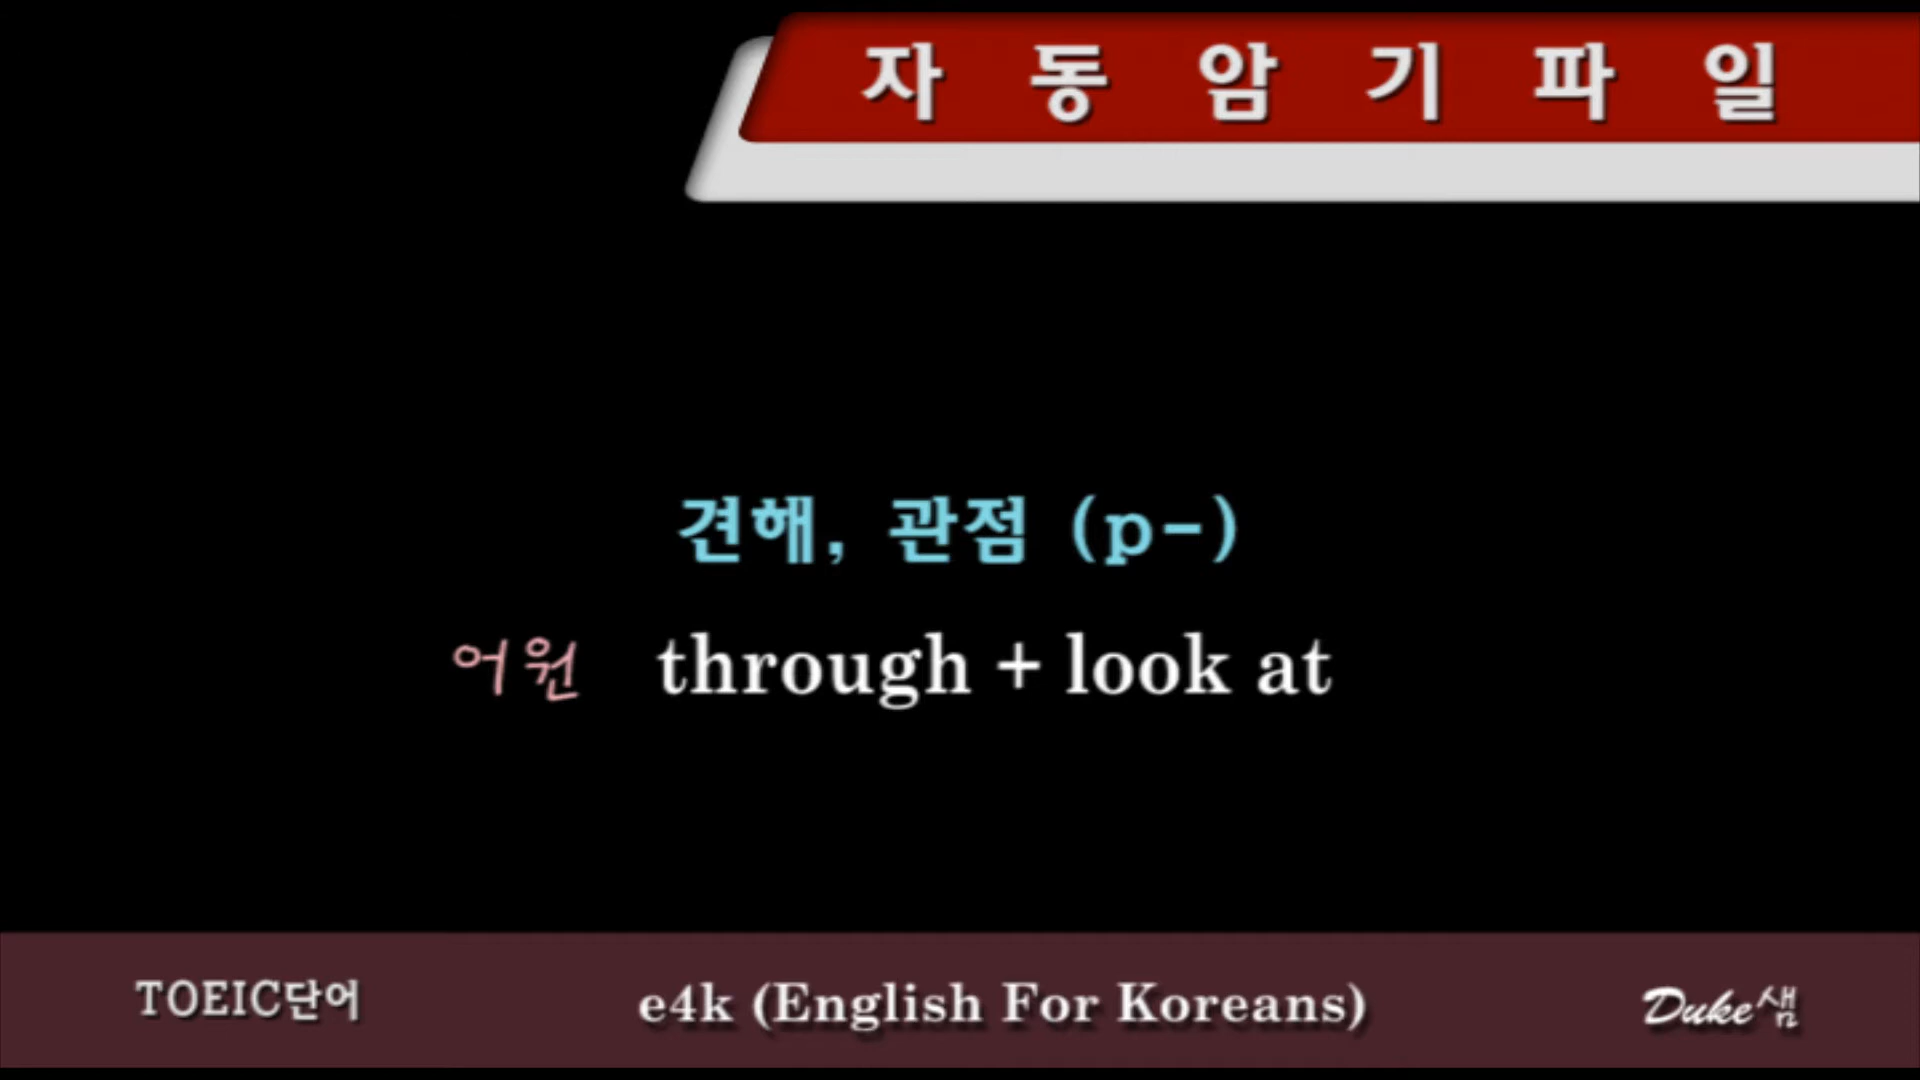 자 동 암 기 파 일
견해, 관점 (p-)
어원 through + look at
TOEIC단어 e4k (English For Koreans) Duke샘